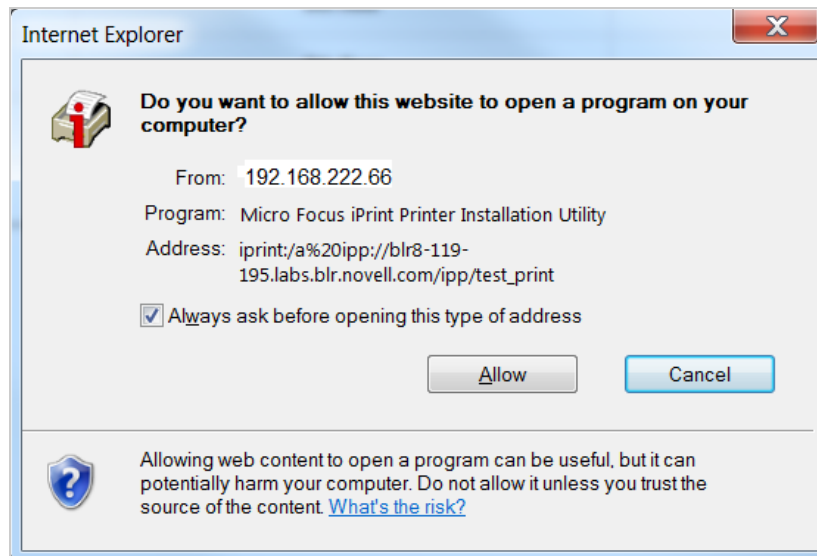 Internet Explorer
Do you want to allow this website to open a program on your
computer?
From: 192.168.222.66
Program: Micro Focus iPrint Printer Installation Utility
Address: iprint:/a%20ipp://blr8-119-
195.labs.blr.novell.com/ipp/test_print
Always ask before opening this type of address
Allow Cancel
Allowing web content to open a program can be useful, but it can
potentially harm your computer. Do not allow it unless you trust the
source of the content. What's the risk?